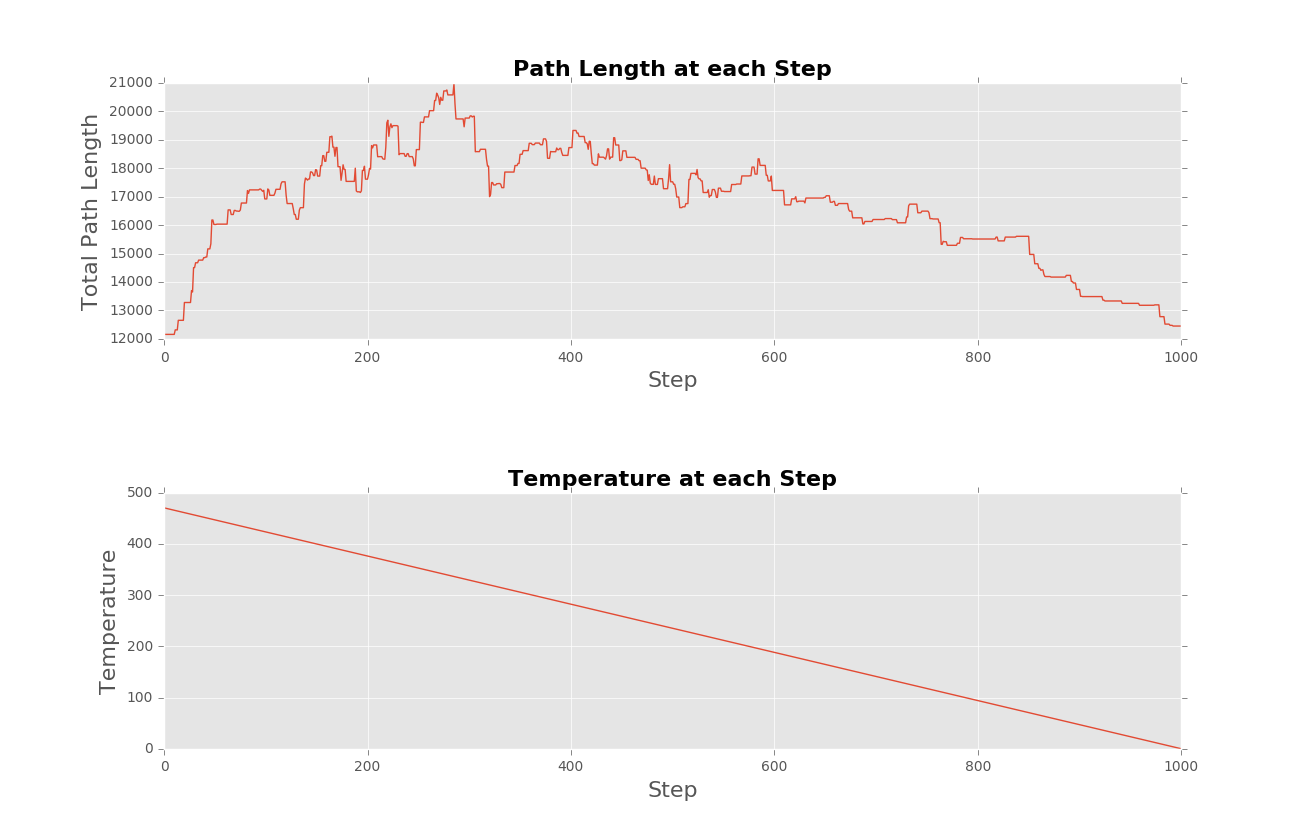 Path Length at each Step
Total Path Length
21000
20000
19000
18000
17000
16000
15000
14000
13000
12000
0 200 400 600 800 1000
Step
Temperature at each Step
Temperature
500
400
300
200
100
0
0 200 400 600 800 1000
Step